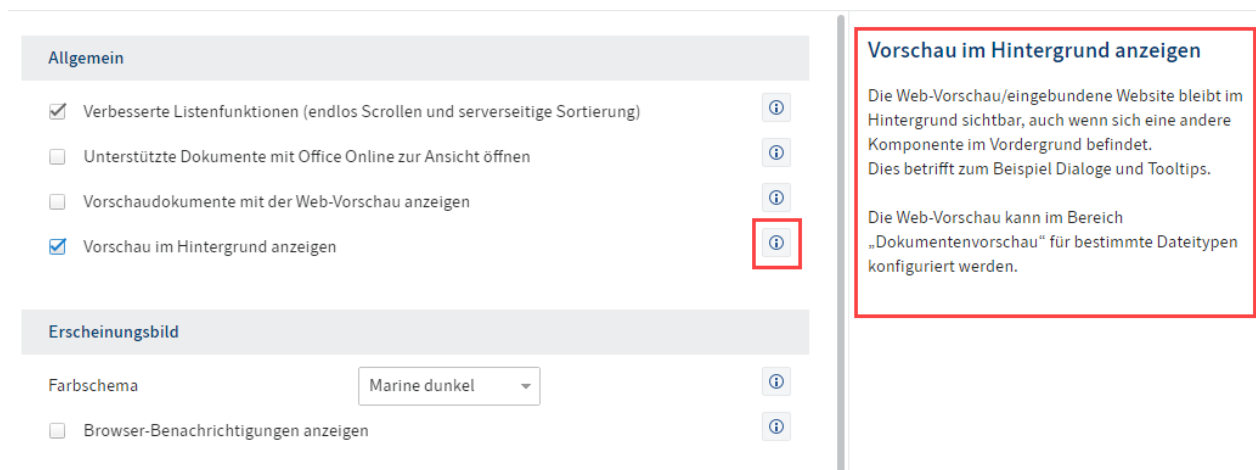 Allgemein
Verbesserte Listenfunktionen (endlos Scrollen und serverseitige Sortierung)
Unterstützte Dokumente mit Office Online zur Ansicht öffnen
Vorschaudokumente mit der Web-Vorschau anzeigen
Vorschau im Hintergrund anzeigen
Erscheinungsbild
Farbschema
Marine dunkel
Browser-Benachrichtigungen anzeigen
Vorschau im Hintergrund anzeigen
Die Web-Vorschau/eingebundene Website bleibt im
Hintergrund sichtbar, auch wenn sich eine andere
Komponente im Vordergrund befindet.
Dies betrifft zum Beispiel Dialoge und Tooltips.
Die Web-Vorschau kann im Bereich
„Dokumentenvorschau“ für bestimmte Dateitypen
konfiguriert werden.